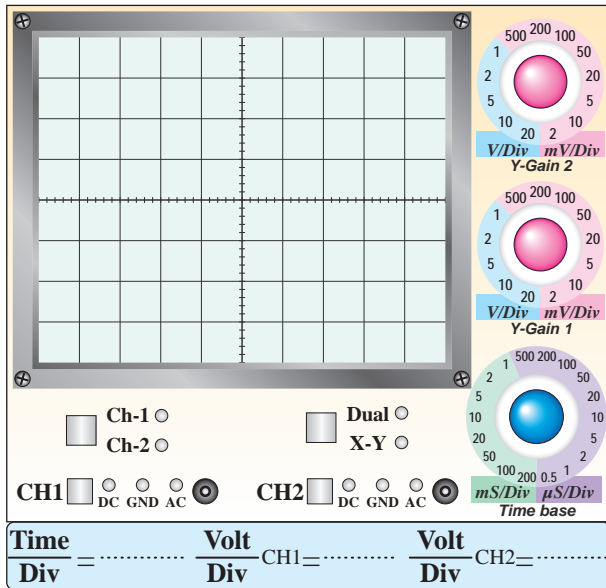 500 200 100
1 50
2 20
5 5
10 10
20 2
V/Div mV/Div
Y-Gain 2
500 200 100
1 50
2 20
5 5
10 10
20 2
V/Div mV/Div
Y-Gain 1
1 500 200
2 100
5 50
10 20
20 10
50 5
100 2
200 0.5 1
mS/Div µS/Div
Time base
Ch-1
Ch-2
Dual
X-Y
CH1 DC GND AC
CH2 DC GND AC
Time/Div = ............... Volt/Div CH1= ............... Volt/Div CH2= ...............